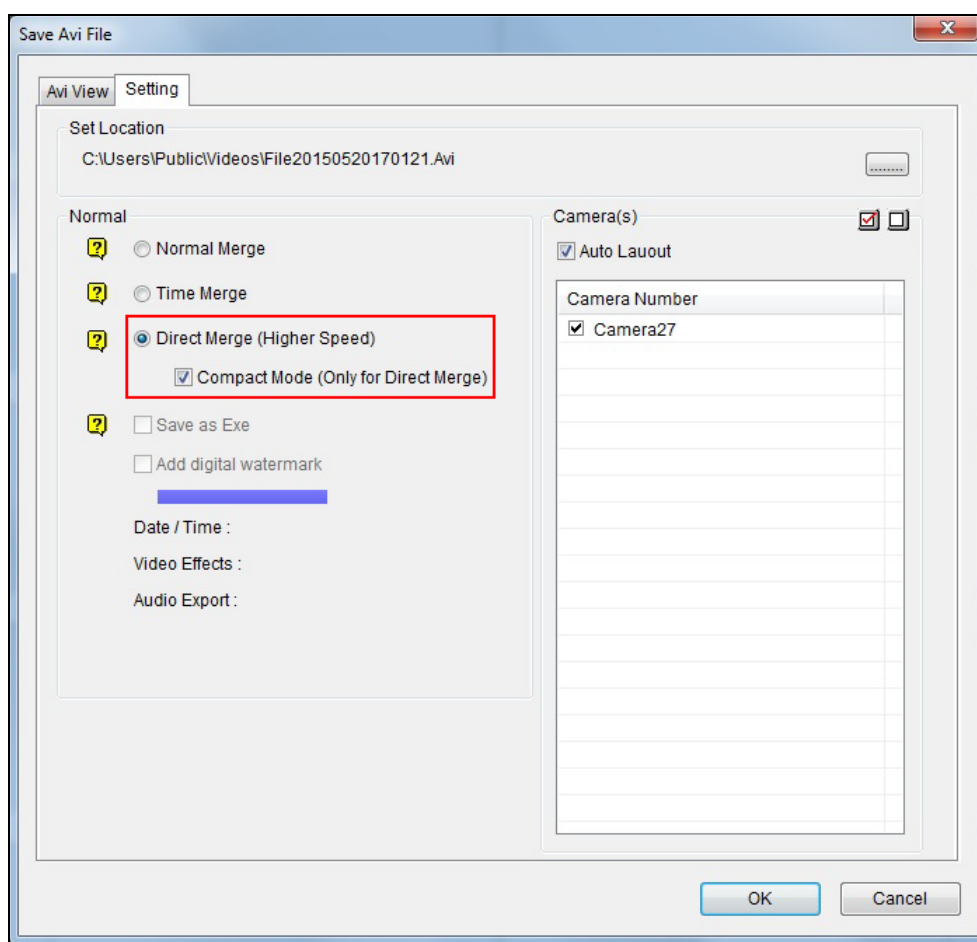 Save Avi File
x
Avi View
Setting
Set Location
C:\Users\Public\Videos\File20150520170121.Avi
........
Normal
? Normal Merge
? Time Merge
? Direct Merge (Higher Speed)
Compact Mode (Only for Direct Merge)
? Save as Exe
Add digital watermark
Date / Time :
Video Effects :
Audio Export :
Camera(s)
Auto Lauout
Camera Number
Camera27
OK
Cancel